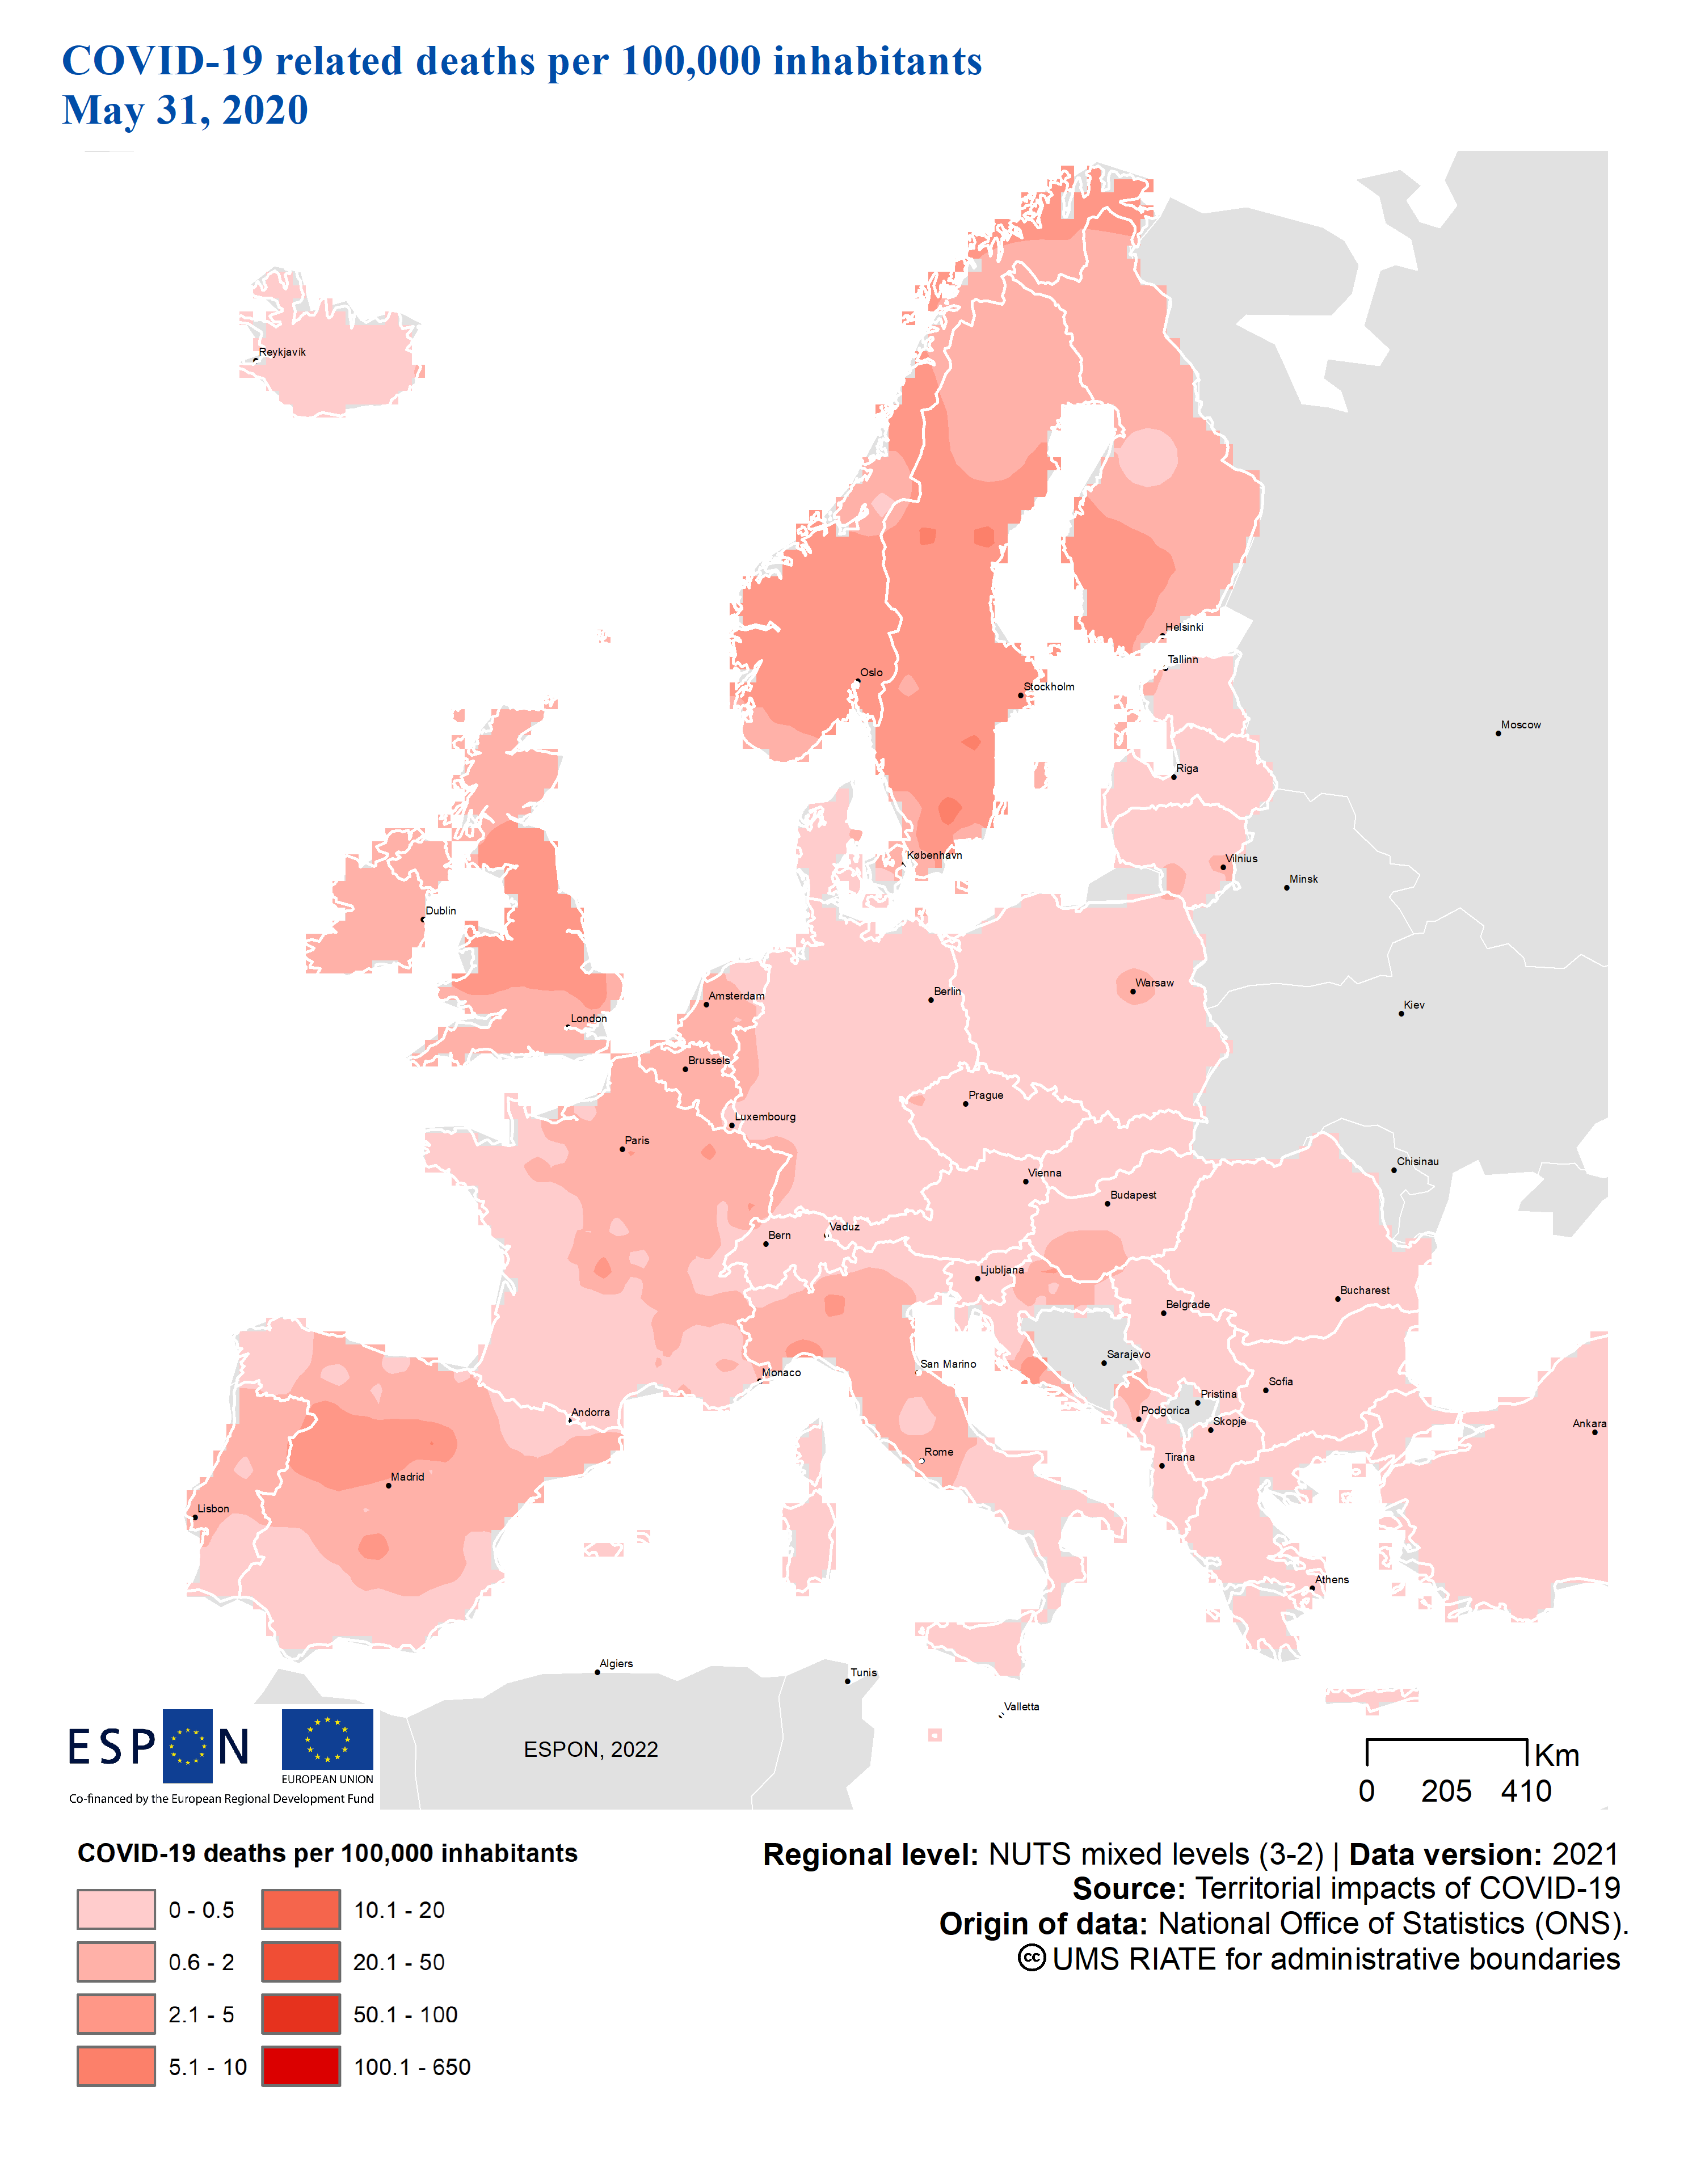 COVID-19 related deaths per 100,000 inhabitants
May 31, 2020
Reykjavík
Helsinki
Tallinn
Oslo
Stockholm
Moscow
Riga
København
Vilnius
Minsk
Dublin
Amsterdam
Berlin
Warsaw
Kiev
London
Brussels
Prague
Luxembourg
Paris
Chisinau
Vienna
Budapest
Bern
Vaduz
Ljubljana
Bucharest
Belgrade
Sarajevo
San Marino
Monaco
Sofia
Pristina
Andorra
Podgorica
Skopje
Ankara
Rome
Tirana
Madrid
Lisbon
Athens
Algiers
Tunis
Valletta
ESPON
EUROPEAN UNION
Co-financed by the European Regional Development Fund
ESPON, 2022
Km
0 205 410
COVID-19 deaths per 100,000 inhabitants
0 - 0.5
0.6 - 2
2.1 - 5
5.1 - 10
10.1 - 20
20.1 - 50
50.1 - 100
100.1 - 650
Regional level: NUTS mixed levels (3-2) | Data version: 2021
Source: Territorial impacts of COVID-19
Origin of data: National Office of Statistics (ONS).
cc UMS RIATE for administrative boundaries